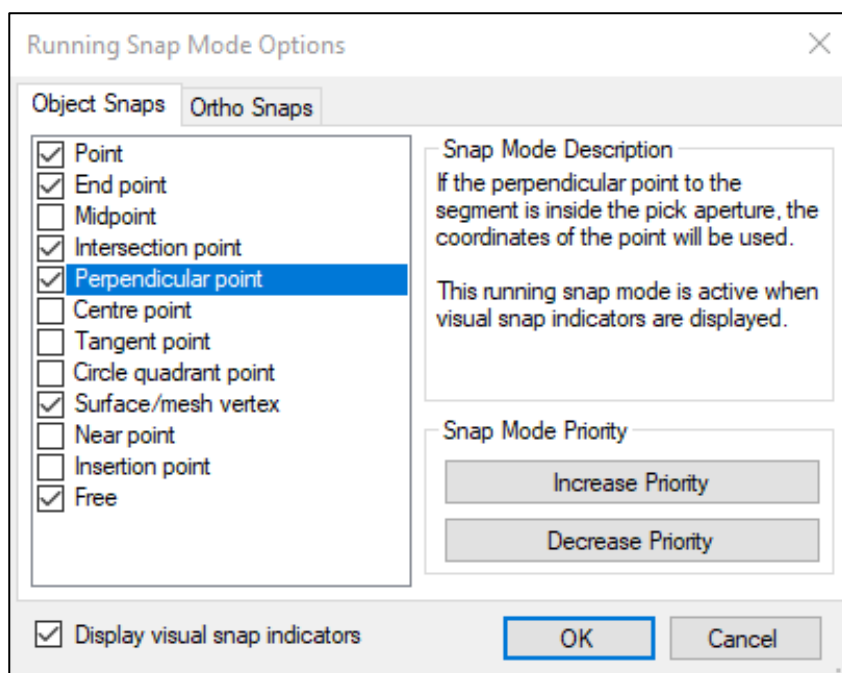 Running Snap Mode Options
Object Snaps
Ortho Snaps
Point
End point
Midpoint
Intersection point
Perpendicular point
Centre point
Tangent point
Circle quadrant point
Surface/mesh vertex
Near point
Insertion point
Free
Snap Mode Description
If the perpendicular point to the
segment is inside the pick aperture, the
coordinates of the point will be used.
This running snap mode is active when
visual snap indicators are displayed.
Snap Mode Priority
Increase Priority
Decrease Priority
Display visual snap indicators
OK
Cancel